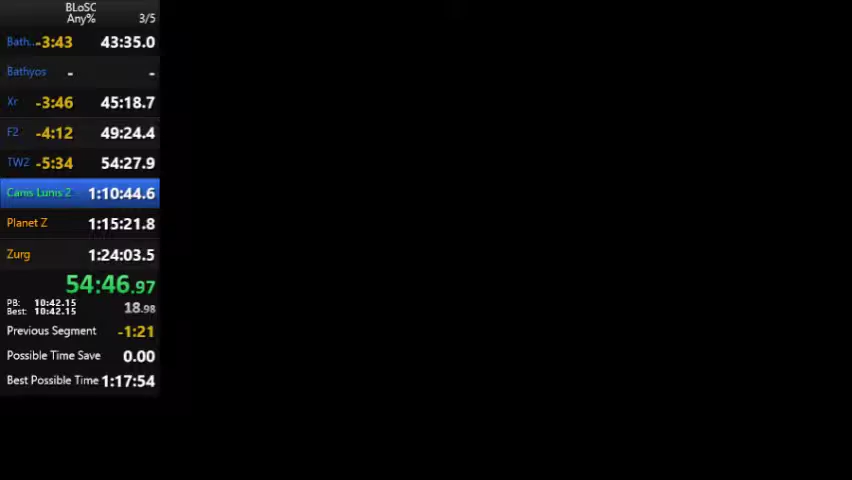 BLoSC
Any% 3/5
Bath.. -3:43 43:35.0
Bathyos - -
Xr -3:46 45:18.7
F2 -4:12 49:24.4
TW2 -5:34 54:27.9
Canis Lunis 2 1:10:44.6
Planet Z 1:15:21.8
Zurg 1:24:03.5
54:46.97
PB: 10:42.15
Best: 10:42.15 18.98
Previous Segment -1:21
Possible Time Save 0.00
Best Possible Time 1:17:54